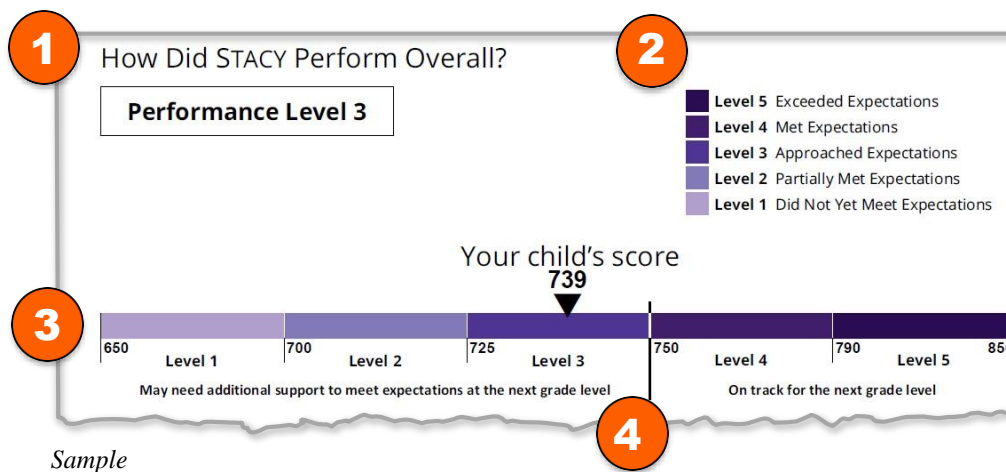 1
How Did STACY Perform Overall?
2
Performance Level 3
Level 5 Exceeded Expectations
Level 4 Met Expectations
Level 3 Approached Expectations
Level 2 Partially Met Expectations
Level 1 Did Not Yet Meet Expectations
Your child's score
739
3
650 700 725 750 790
Level 1 Level 2 Level 3 Level 4 Level 5
May need additional support to meet expectations at the next grade level On track for the next grade level
4
Sample